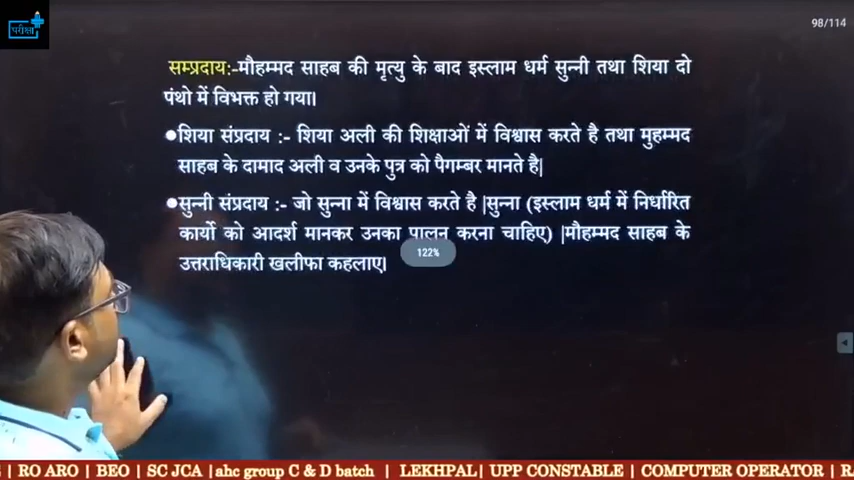 परीक्षा
98/114
सम्प्रदाय:-मौहम्मद साहब की मृत्यु के बाद इस्लाम धर्म सुन्नी तथा शिया दो
पंथो में विभक्त हो गया।
●शिया संप्रदाय :- शिया अली की शिक्षाओं में विश्वास करते है तथा मुहम्मद
साहब के दामाद अली व उनके पुत्र को पैगम्बर मानते है|
●सुन्नी संप्रदाय :- जो सुन्ना में विश्वास करते है |सुन्ना (इस्लाम धर्म में निर्धारित
कार्यो को आदर्श मानकर उनका पालन करना चाहिए) |मौहम्मद साहब के
122%
उत्तराधिकारी खलीफा कहलाए।
| RO ARO | BEO | SC JCA |ahc group C & D batch | LEKHPAL| UPP CONSTABLE | COMPUTER OPERATOR |